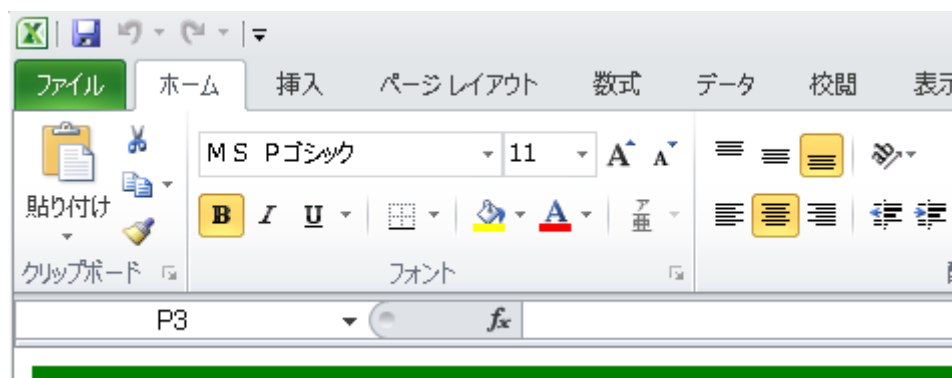 ファイル ホーム 挿入 ページ レイアウト 数式 データ 校閲 表示
ＭＳ Ｐゴシック 11 A A
貼り付け B I U A ア亜
クリップボード フォント
P3 fx